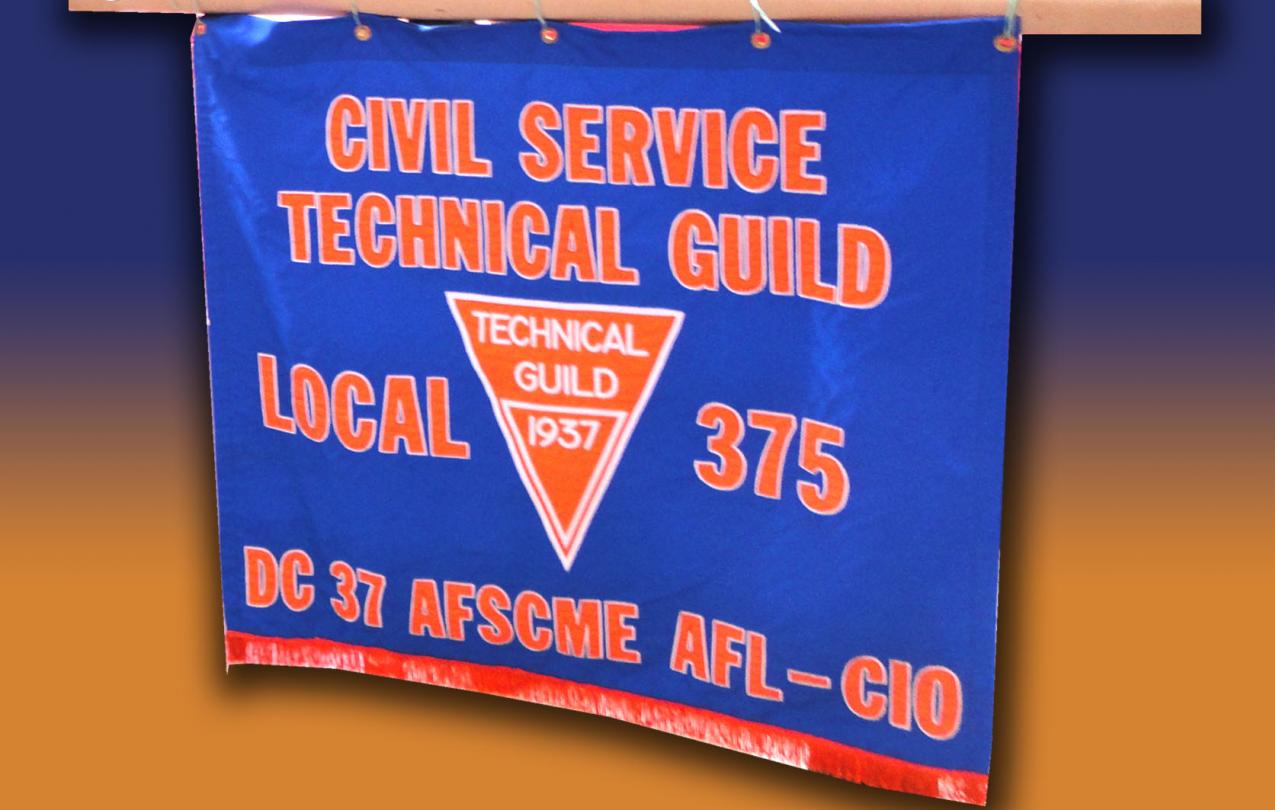 CIVIL SERVICE
TECHNICAL GUILD
TECHNICAL
GUILD
1937
LOCAL 375
DC 37 AFSCME AFL-CIO